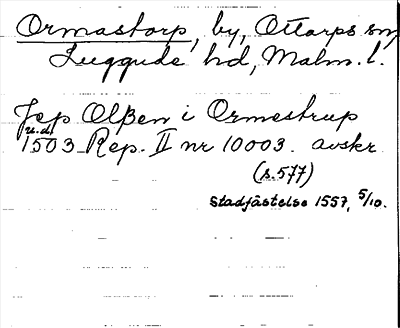 Ormastorp, by, Ottarps sn,
Luggude hd, Malm. l.
Jep Olßen i Ormestrup
u.d.
1503 Rep. II nr 10003. avskr
(s. 577)
Stadfästelse 1557, 5/10.